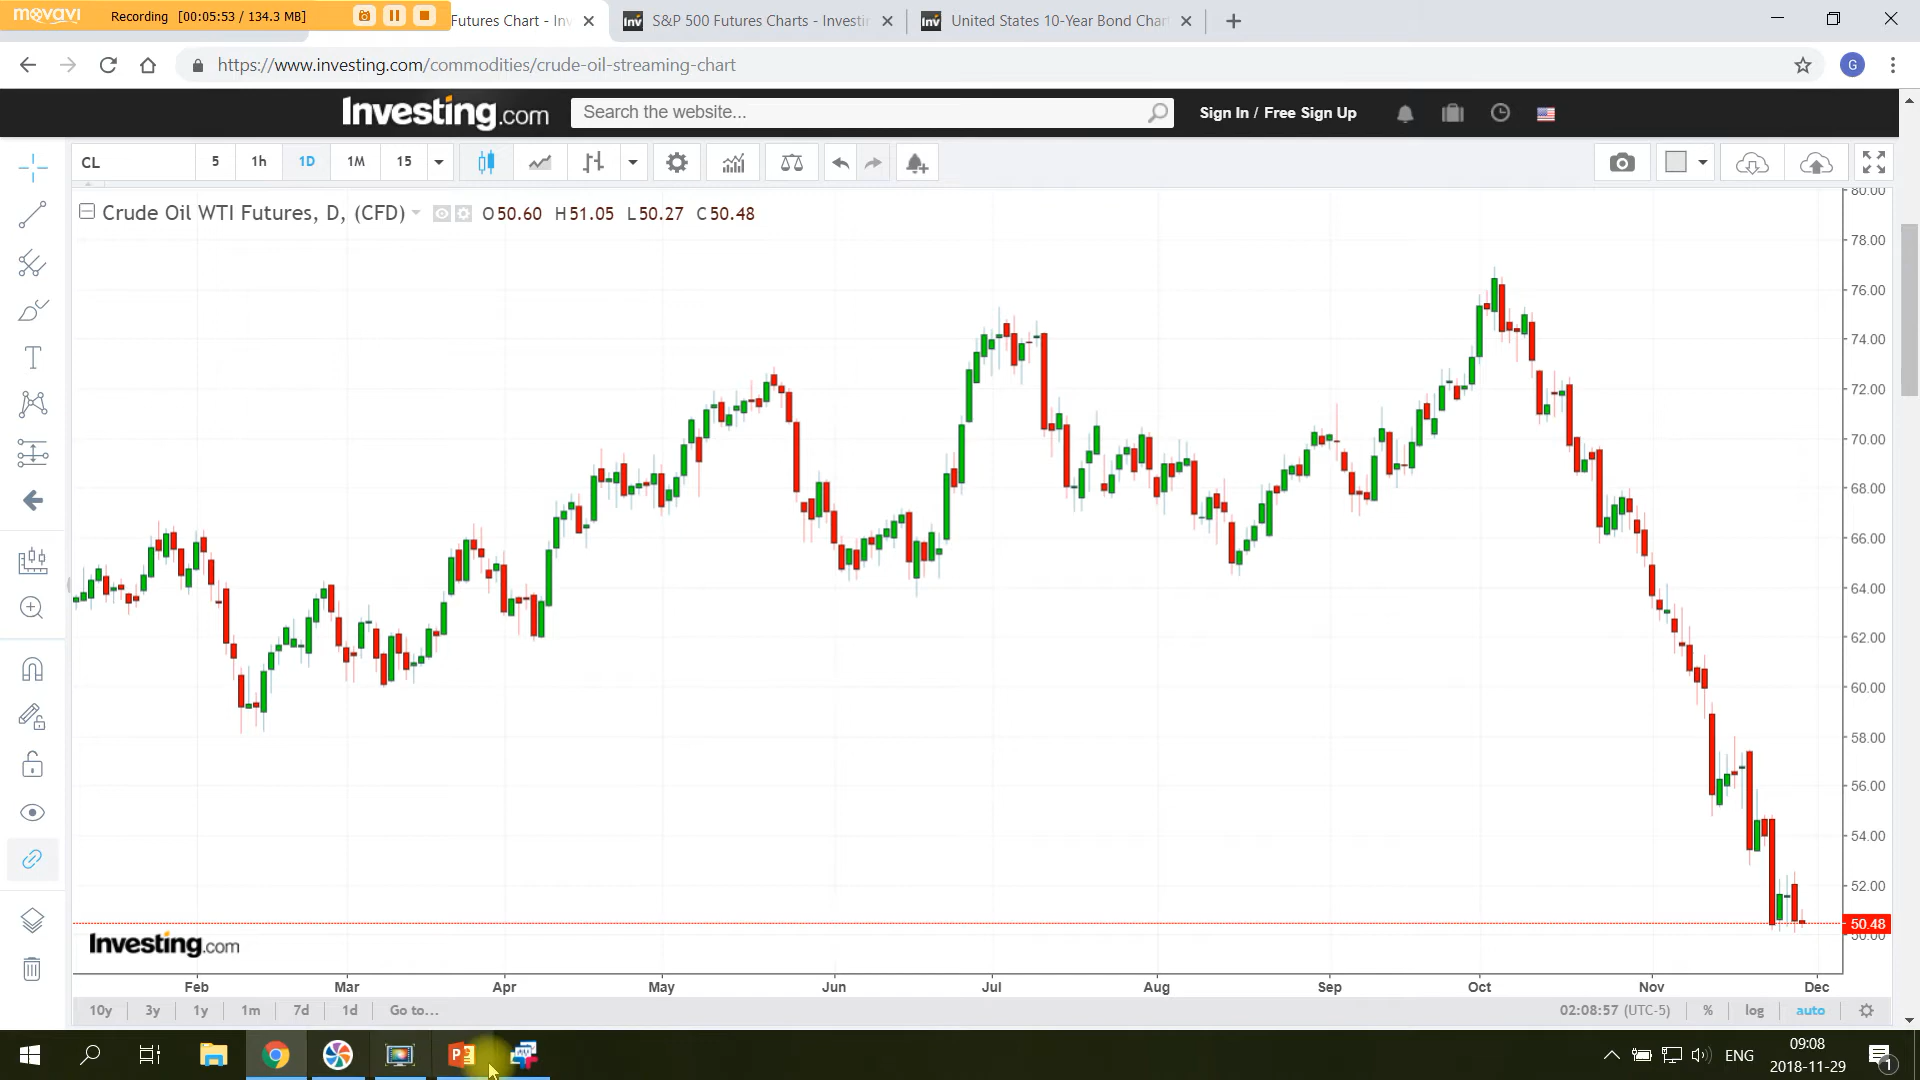 movavi
Recording [00:05:53 / 134.3 MB]
Futures Chart - Inv
S&P 500 Futures Charts - Investin
United States 10-Year Bond Char
https://www.investing.com/commodities/crude-oil-streaming-chart
G
Investing.com
Search the website...
Sign In / Free Sign Up
CL
5
1h
1D
1M
15
Crude Oil WTI Futures, D, (CFD)
O50.60 H51.05 L50.27 C50.48
80.00
78.00
76.00
74.00
72.00
70.00
68.00
66.00
64.00
62.00
60.00
58.00
56.00
54.00
52.00
50.48
50.00
Investing.com
Feb Mar Apr May Jun Jul Aug Sep Oct Nov Dec
10y 3y 1y 1m 7d 1d Go to...
02:08:57 (UTC-5) % log auto
ENG
09:08
2018-11-29
1